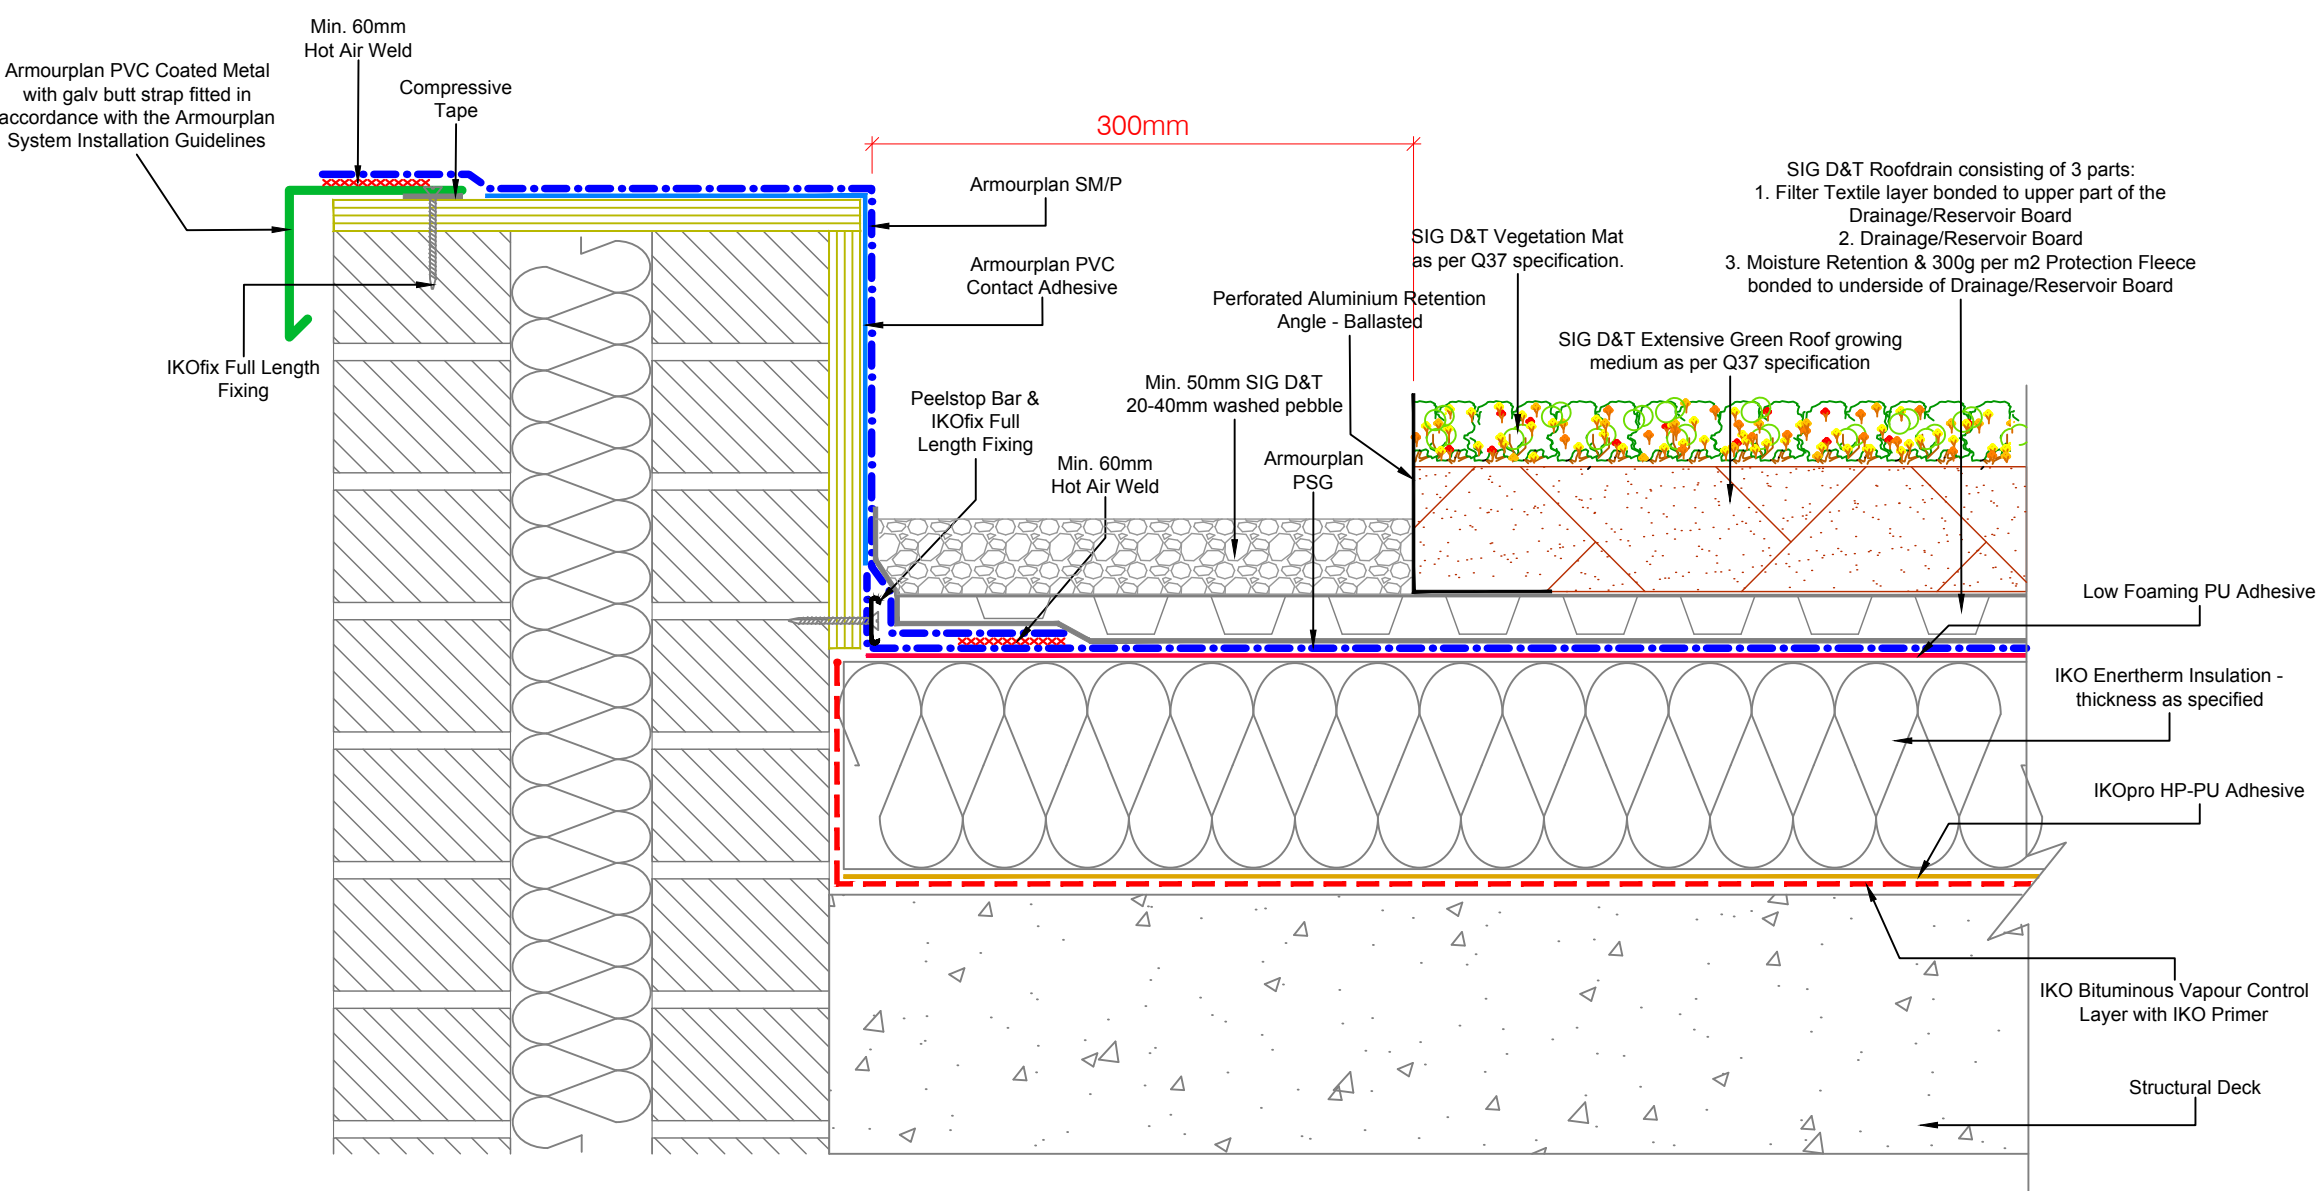 Min. 60mm
Hot Air Weld
Armourplan PVC Coated Metal
with galv butt strap fitted in
accordance with the Armourplan
System Installation Guidelines
Compressive
Tape
300mm
Armourplan SM/P
Armourplan PVC
Contact Adhesive
IKOfix Full Length
Fixing
Peelstop Bar &
IKOfix Full
Length Fixing
Min. 60mm
Hot Air Weld
Min. 50mm SIG D&T
20-40mm washed pebble
Perforated Aluminium Retention
Angle - Ballasted
Armourplan
PSG
SIG D&T Vegetation Mat
as per Q37 specification.
SIG D&T Extensive Green Roof growing
medium as per Q37 specification
SIG D&T Roofdrain consisting of 3 parts:
1. Filter Textile layer bonded to upper part of the
Drainage/Reservoir Board
2. Drainage/Reservoir Board
3. Moisture Retention & 300g per m2 Protection Fleece
bonded to underside of Drainage/Reservoir Board
Low Foaming PU Adhesive
IKO Enertherm Insulation -
thickness as specified
IKOpro HP-PU Adhesive
IKO Bituminous Vapour Control
Layer with IKO Primer
Structural Deck